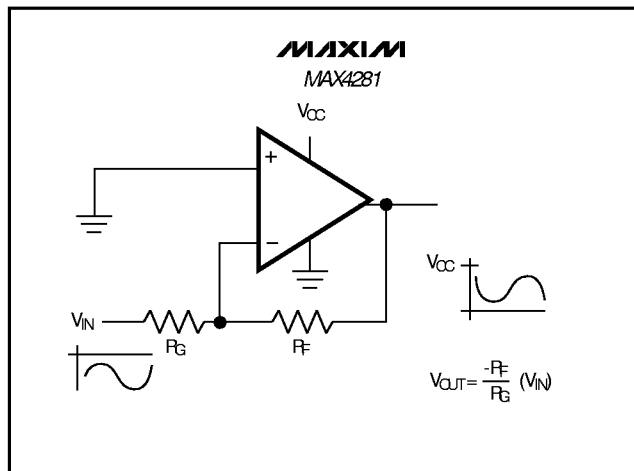 MAXIM
MAX4281
VCC
+
−
VIN
RG
RF
VCC
VOUT = -RF/RG (VIN)